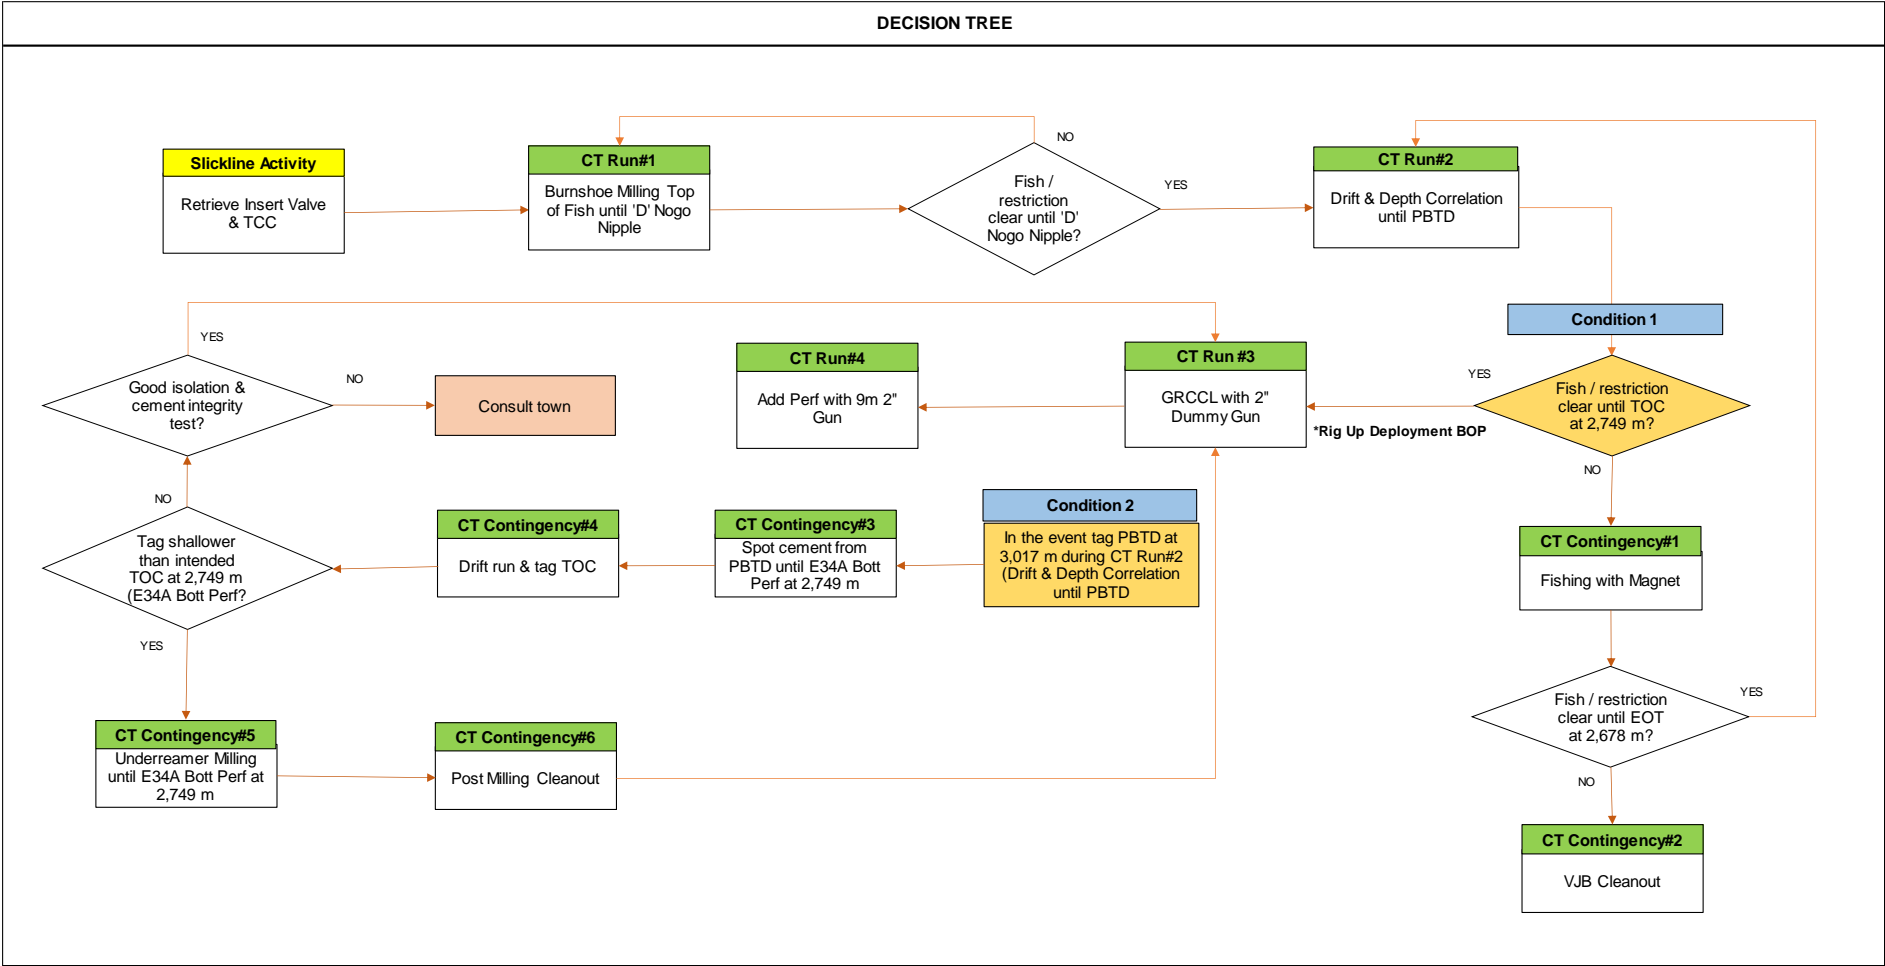 DECISION TREE
Slickline Activity
Retrieve Insert Valve
& TCC
CT Run#1
Burnshoe Milling Top
of Fish until 'D' Nogo
Nipple
NO
Fish /
restriction
clear until 'D'
Nogo Nipple?
YES
CT Run#2
Drift & Depth Correlation
until PBTD
Condition 1
Fish / restriction
clear until TOC
at 2,749 m?
YES
NO
CT Run #3
GRCCL with 2"
Dummy Gun
*Rig Up Deployment BOP
CT Run#4
Add Perf with 9m 2"
Gun
YES
Good isolation &
cement integrity
test?
NO
Consult town
NO
Tag shallower
than intended
TOC at 2,749 m
(E34A Bott Perf?
YES
CT Contingency#4
Drift run & tag TOC
CT Contingency#3
Spot cement from
PBTD until E34A Bott
Perf at 2,749 m
Condition 2
In the event tag PBTD at
3,017 m during CT Run#2
(Drift & Depth Correlation
until PBTD
CT Contingency#1
Fishing with Magnet
Fish / restriction
clear until EOT
at 2,678 m?
YES
NO
CT Contingency#2
VJB Cleanout
CT Contingency#5
Underreamer Milling
until E34A Bott Perf at
2,749 m
CT Contingency#6
Post Milling Cleanout